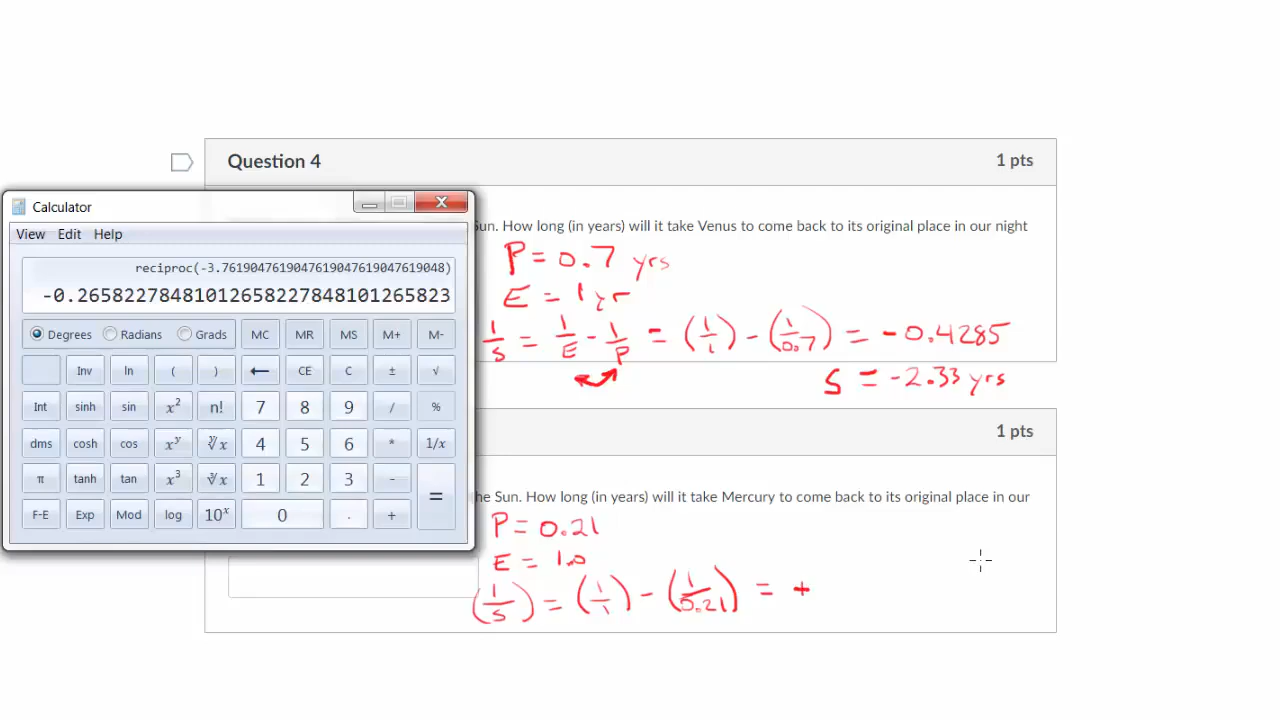 Question 4
1 pts
Calculator
View Edit Help
Sun. How long (in years) will it take Venus to come back to its original place in our night
P = 0.7 yrs
E = 1 yr
1/S = 1/E - 1/P = (1/1) - (1/0.7) = -0.4285
S = -2.33 yrs
reciproc(-3.7619047619047619047619047619048)
-0.26582278481012658227848101265823
Degrees Radians Grads MC MR MS M+ M-
Inv ln ( ) ← CE C ± √
Int sinh sin x² n! 7 8 9 / %
dms cosh cos xʸ ʸ√x 4 5 6 * 1/x
π tanh tan x³ ³√x 1 2 3 - =
F-E Exp Mod log 10ˣ 0 . +
1 pts
he Sun. How long (in years) will it take Mercury to come back to its original place in our
P = 0.21
E = 1.0
(1/S) = (1/1) - (1/0.21) = +